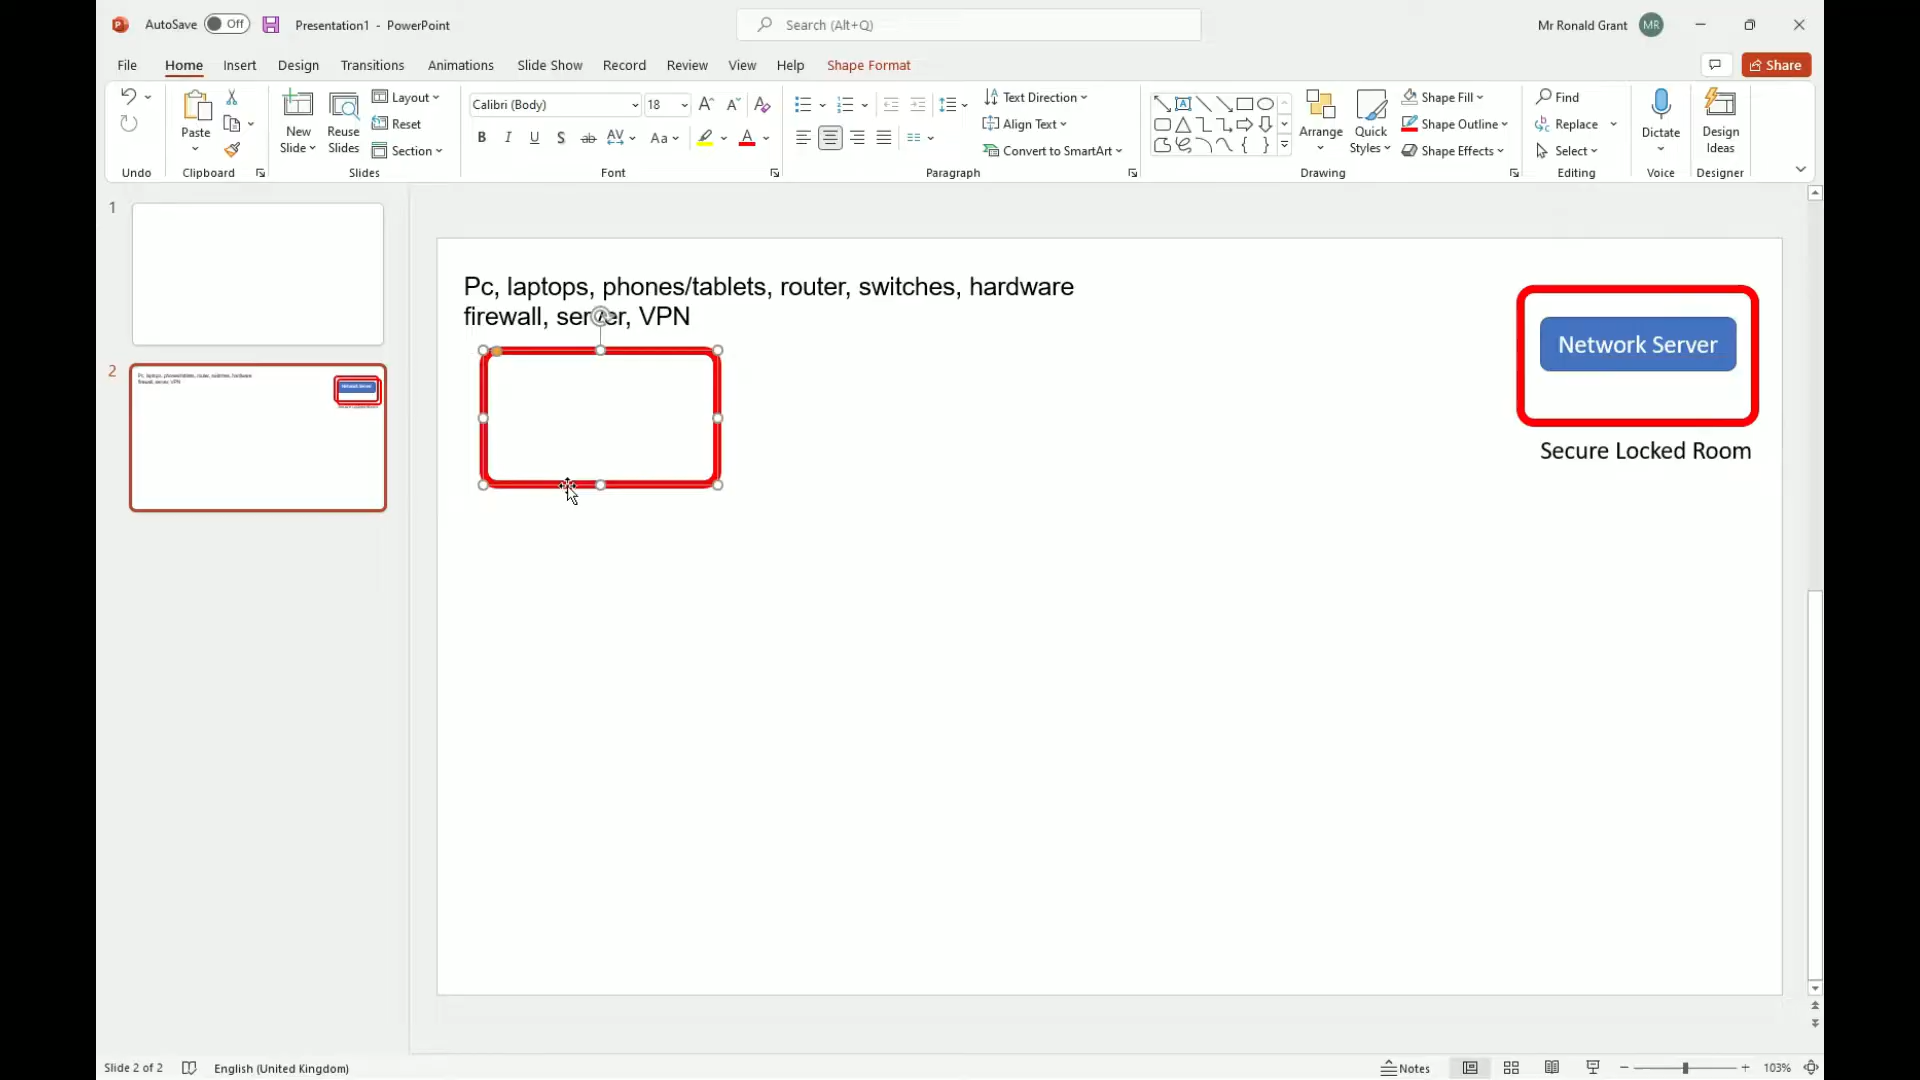 AutoSave Off Presentation1 - PowerPoint Search (Alt+Q) Mr Ronald Grant MR
File Home Insert Design Transitions Animations Slide Show Record Review View Help Shape Format Share
Paste New Slide Reuse Slides Layout Reset Section
Calibri (Body) 18 A A A
B I U S ab AV Aa A
Text Direction Align Text Convert to SmartArt
Arrange Quick Styles Shape Fill Shape Outline Shape Effects
Find Replace Select Dictate Design Ideas
Undo Clipboard Slides Font Paragraph Drawing Editing Voice Designer
1
2
Pc, laptops, phones/tablets, router, switches, hardware
firewall, server, VPN
Network Server
Secure Locked Room
Slide 2 of 2 English (United Kingdom) Notes 103%